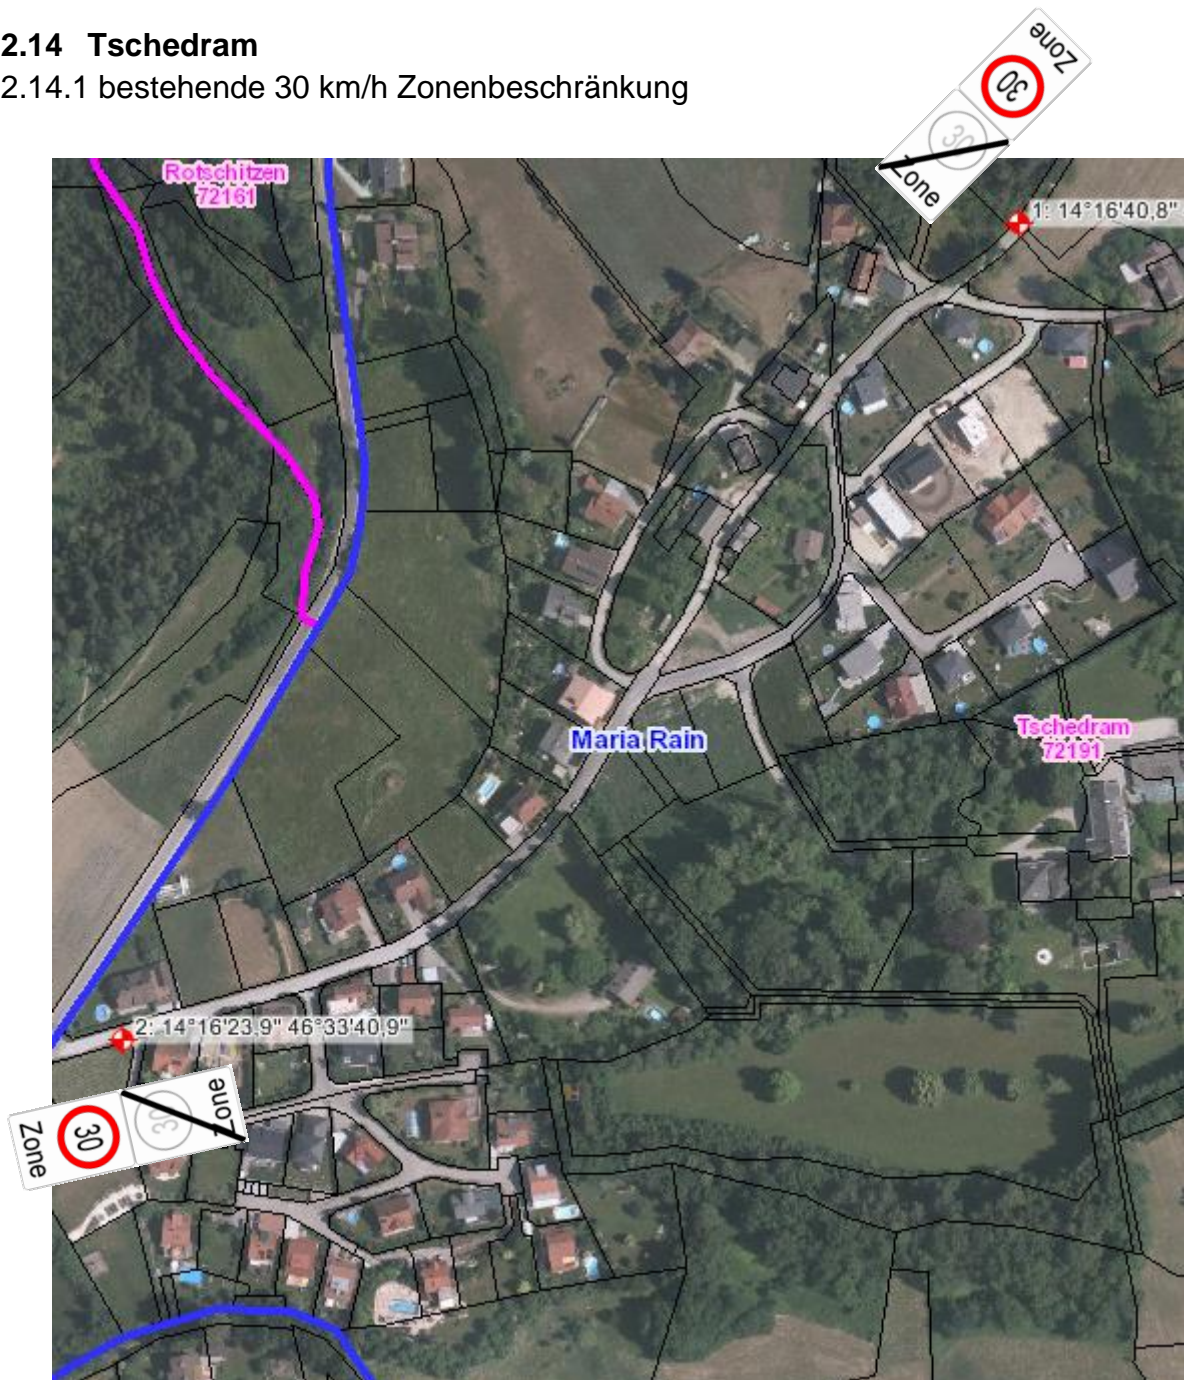 2.14 Tschedram
2.14.1 bestehende 30 km/h Zonenbeschränkung
Zone
30
30
Zone
Rotschitzen
72161
1: 14°16'40,8"
Maria Rain
Tschedram
72191
2: 14°16'23,9" 46°33'40,9"
Zone
30
30
Zone